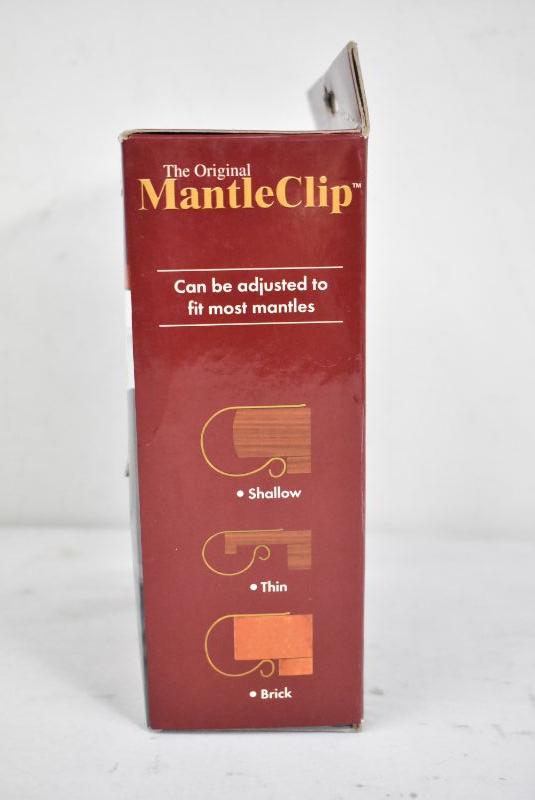 The Original
MantleClip™
Can be adjusted to
fit most mantles
• Shallow
• Thin
• Brick